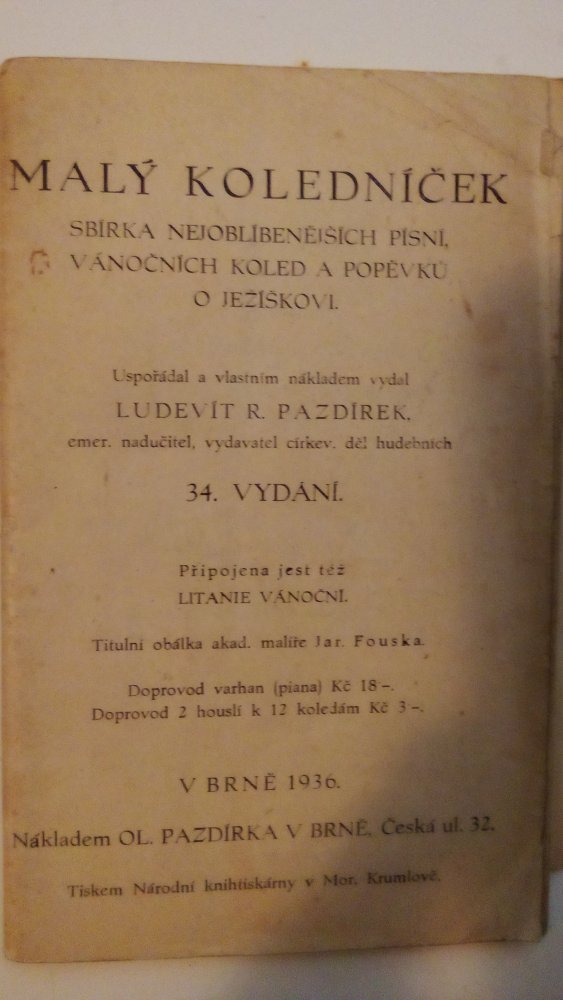 MALÝ KOLEDNÍČEK
SBÍRKA NEJOBLÍBENĚJŠÍCH PÍSNÍ,
VÁNOČNÍCH KOLED A POPĚVKŮ
O JEŽÍŠKOVI.
Uspořádal a vlastním nákladem vydal
LUDEVÍT R. PAZDÍREK,
emer. nadučitel, vydavatel církev. děl hudebních
34. VYDÁNÍ.
Připojena jest též
LITANIE VÁNOČNÍ.
Titulní obálka akad. malíře Jar. Fouska.
Doprovod varhan (piana) Kč 18-.
Doprovod 2 houslí k 12 koledám Kč 3-.
V BRNĚ 1936.
Nákladem OL. PAZDÍRKA V BRNĚ, Česká ul. 32.
Tiskem Národní knihtiskárny v Mor. Krumlově.